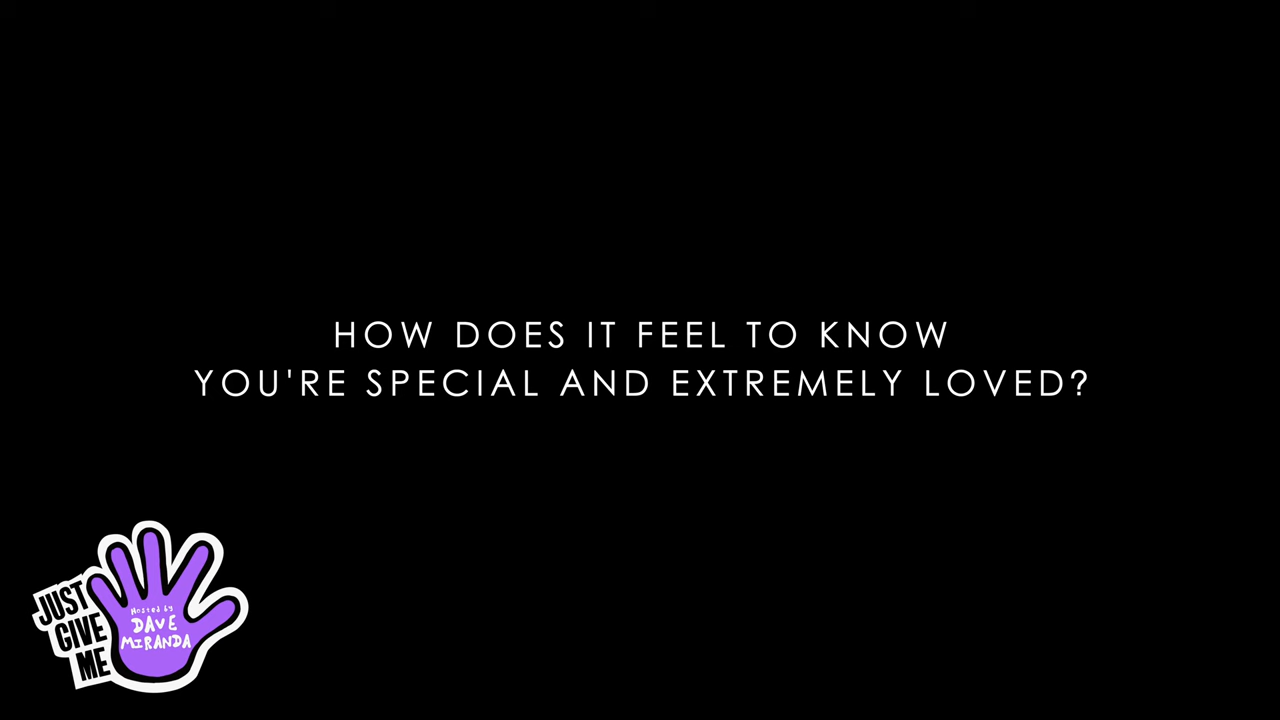 HOW DOES IT FEEL TO KNOW
YOU'RE SPECIAL AND EXTREMELY LOVED?
JUST
GIVE
ME
Hosted by
DAVE
MIRANDA